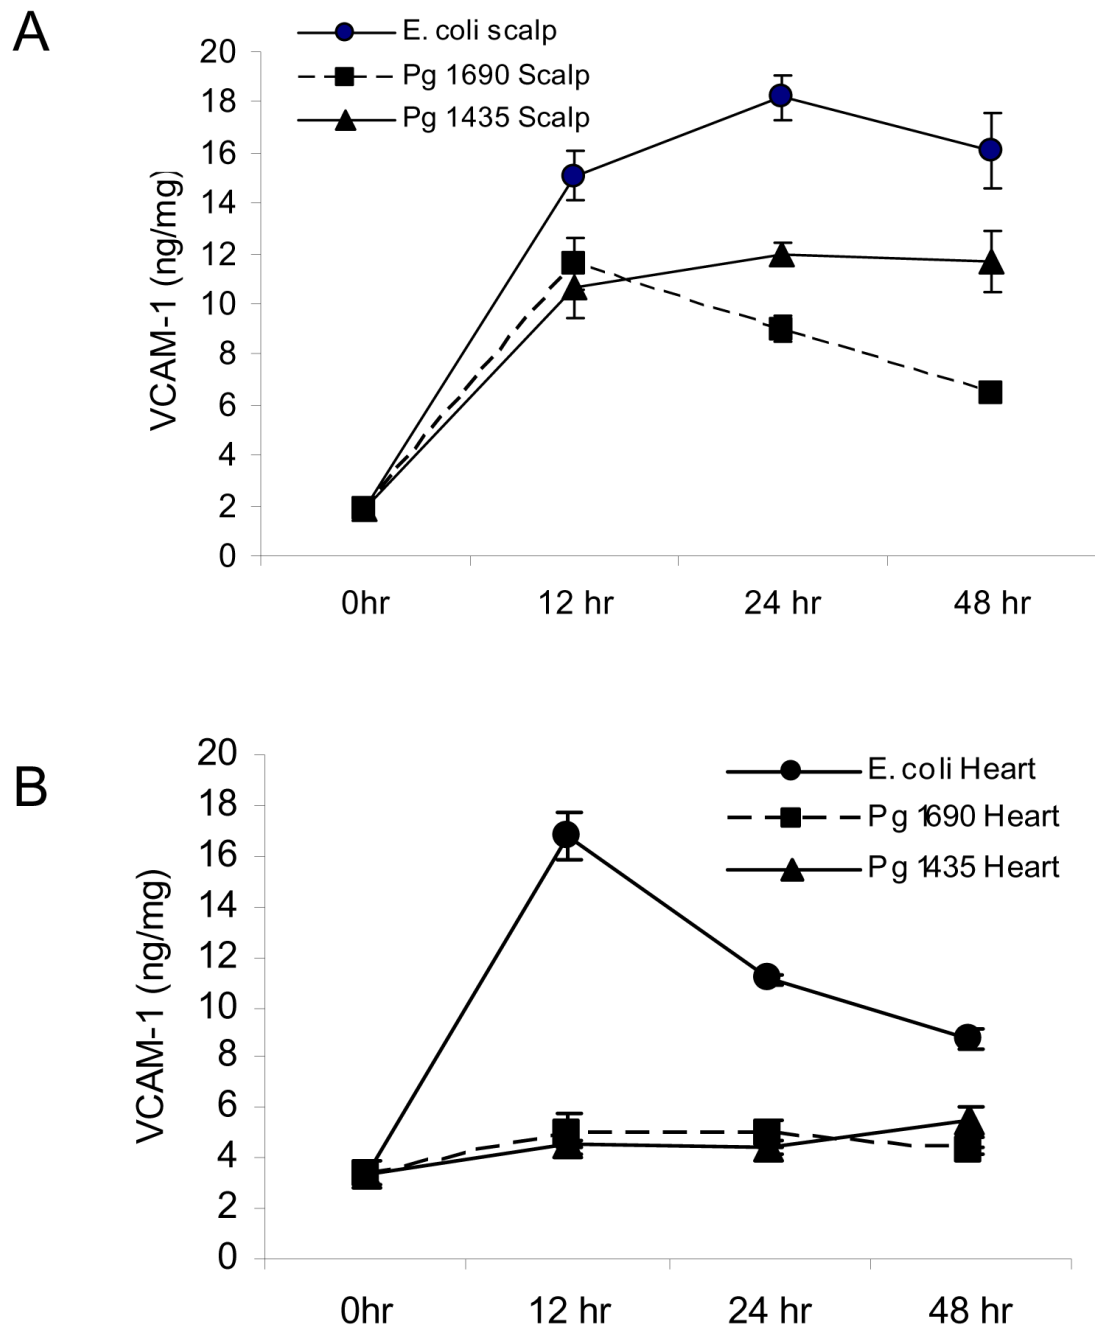 A
E. coli scalp
Pg 1690 Scalp
Pg 1435 Scalp
VCAM-1 (ng/mg)
20
18
16
14
12
10
8
6
4
2
0
0hr 12 hr 24 hr 48 hr
B
E. coli Heart
Pg 1690 Heart
Pg 1435 Heart
VCAM-1 (ng/mg)
20
18
16
14
12
10
8
6
4
2
0
0hr 12 hr 24 hr 48 hr